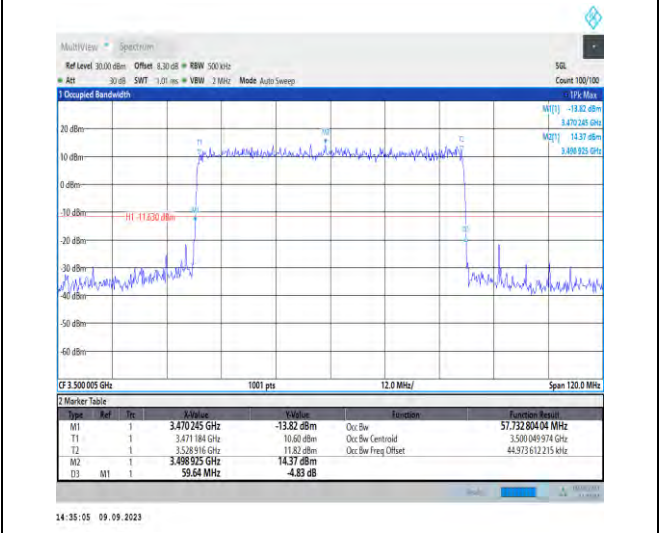 MultiView Spectrum
Ref Level 30.00 dBm Offset 8.30 dB RBW 500 kHz SGL
Att 30 dB SWT 1.01 ms VBW 2 MHz Mode Auto Sweep Count 100/100
1 Occupied Bandwidth 1Pk Max
M1[1] -13.82 dBm
3.470 245 GHz
M2[1] 14.37 dBm
3.498 925 GHz
20 dBm
10 dBm
0 dBm
-10 dBm
H1 -11.630 dBm
-20 dBm
-30 dBm
-40 dBm
-50 dBm
-60 dBm
T1
M2
T2
M1
D3
CF 3.500 005 GHz 1001 pts 12.0 MHz/ Span 120.0 MHz
2 Marker Table
Type Ref Trc X-Value Y-Value Function Function Result
M1 1 3.470 245 GHz -13.82 dBm Occ Bw 57.732 804 04 MHz
T1 1 3.471 184 GHz 10.60 dBm Occ Bw Centroid 3.500 049 974 GHz
T2 1 3.528 916 GHz 11.82 dBm Occ Bw Freq Offset 44.973 612 215 kHz
M2 1 3.498 925 GHz 14.37 dBm
D3 M1 1 59.64 MHz -4.83 dB
14:35:05 09.09.2023